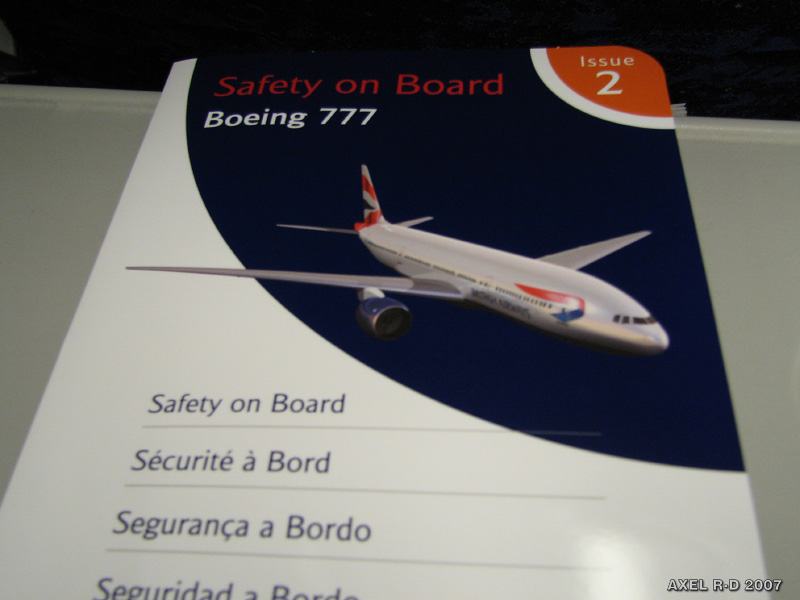 Safety on Board
Boeing 777
Issue
2
Safety on Board
Sécurité à Bord
Segurança a Bordo
Seguridad a Bordo
AXEL R-D 2007